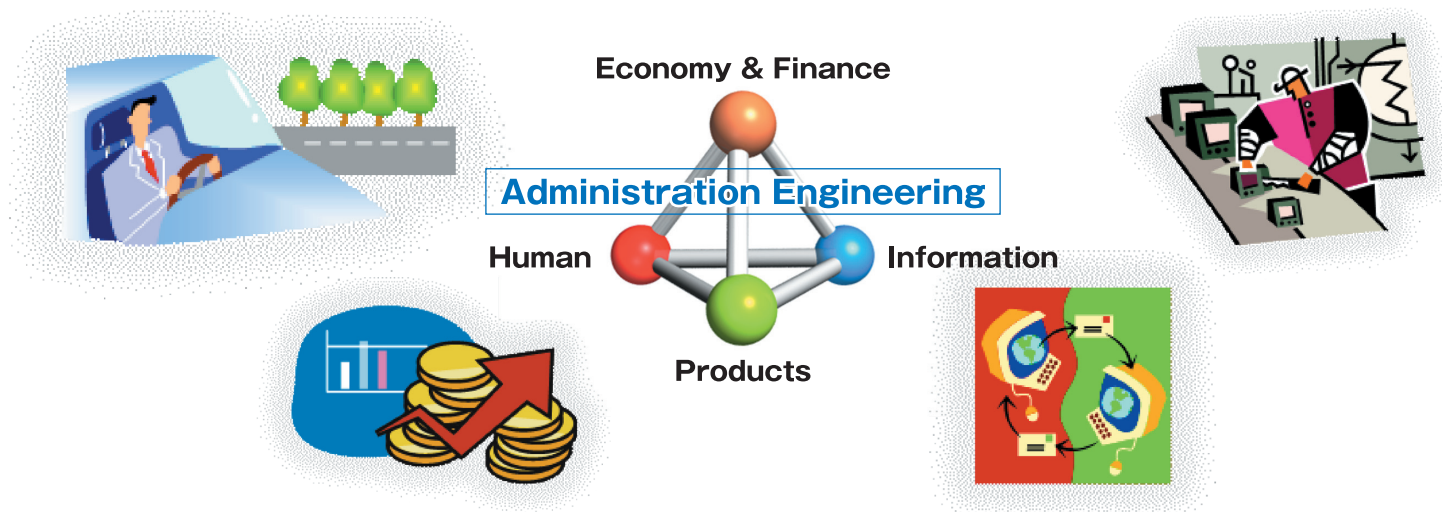 Economy & Finance
Administration Engineering
Human
Information
Products